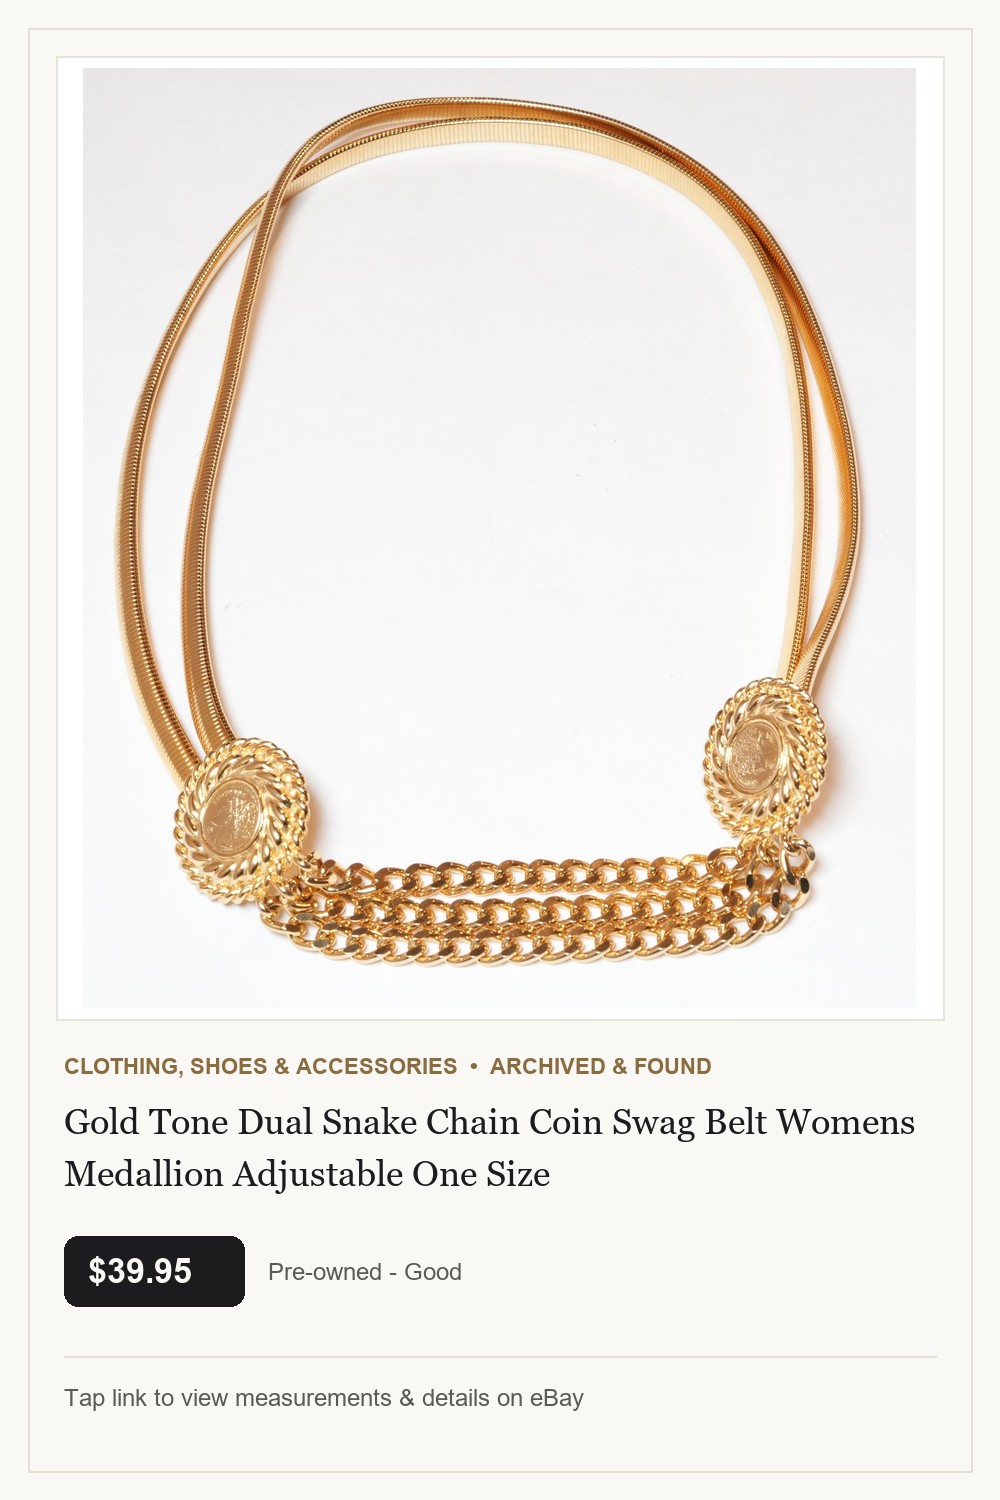 CLOTHING, SHOES & ACCESSORIES • ARCHIVED & FOUND
Gold Tone Dual Snake Chain Coin Swag Belt Womens
Medallion Adjustable One Size
$39.95
Pre-owned - Good
Tap link to view measurements & details on eBay